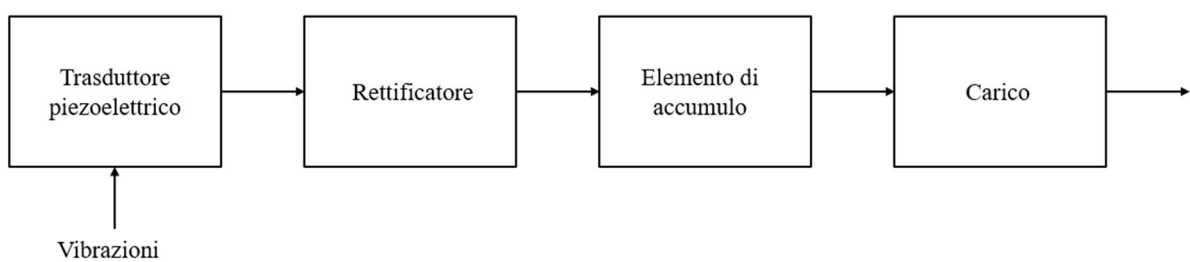 Trasduttore
piezoelettrico
Rettificatore
Elemento di
accumulo
Carico
Vibrazioni